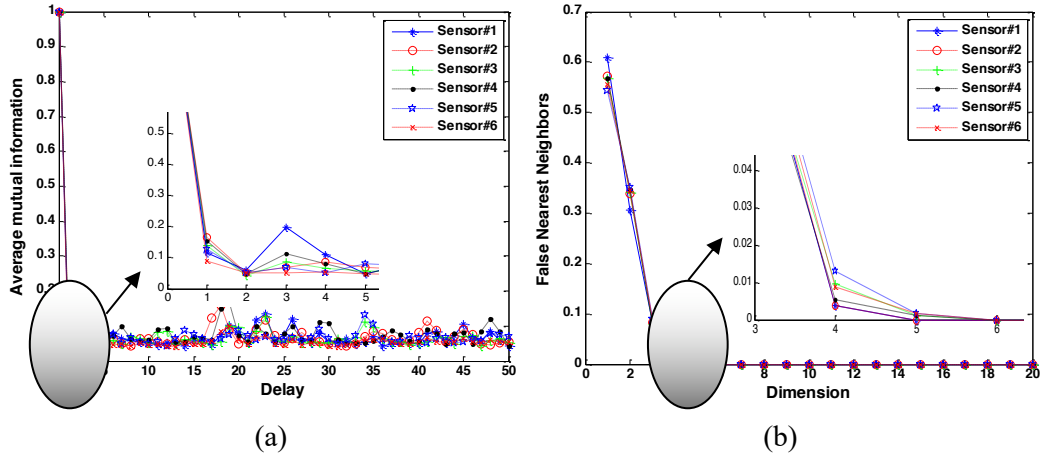 1
0.9
0.8
0.7
0.6
0.5
0.4
0.3
0.2
Average mutual information
Sensor#1
Sensor#2
Sensor#3
Sensor#4
Sensor#5
Sensor#6
0.5
0.4
0.3
0.2
0.1
0
0 1 2 3 4 5
5 10 15 20 25 30 35 40 45 50
Delay
(a)
0.7
0.6
0.5
0.4
0.3
0.2
0.1
0
False Nearest Neighbors
Sensor#1
Sensor#2
Sensor#3
Sensor#4
Sensor#5
Sensor#6
0.04
0.03
0.02
0.01
0
3 4 5 6
0 2 8 10 12 14 16 18 20
Dimension
(b)